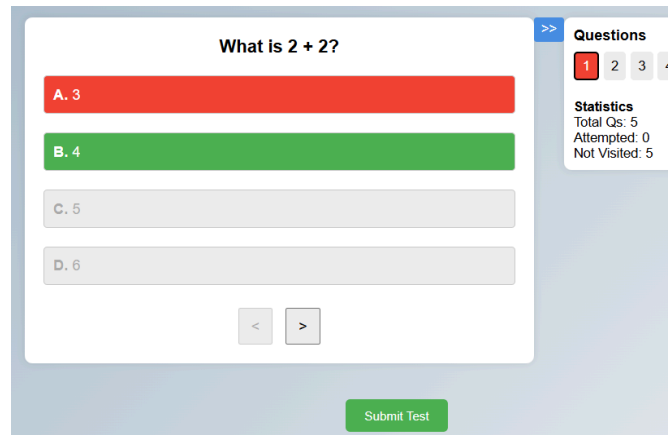 What is 2 + 2?
A. 3
B. 4
C. 5
D. 6
< >
Submit Test
>>
Questions
1 2 3 4
Statistics
Total Qs: 5
Attempted: 0
Not Visited: 5